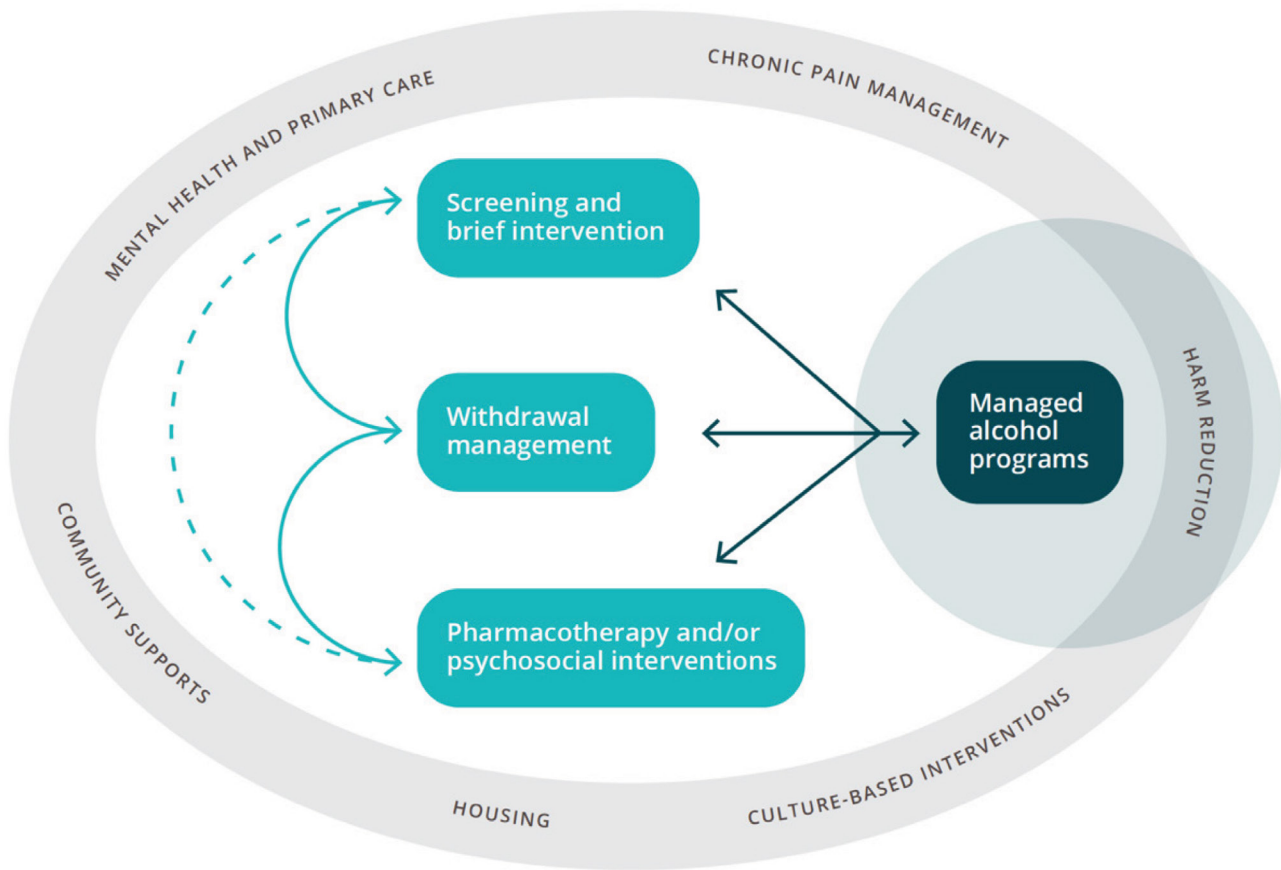 MENTAL HEALTH AND PRIMARY CARE
CHRONIC PAIN MANAGEMENT
Screening and
brief intervention
Withdrawal
management
Managed
alcohol
programs
HARM REDUCTION
COMMUNITY SUPPORTS
Pharmacotherapy and/or
psychosocial interventions
HOUSING
CULTURE-BASED INTERVENTIONS